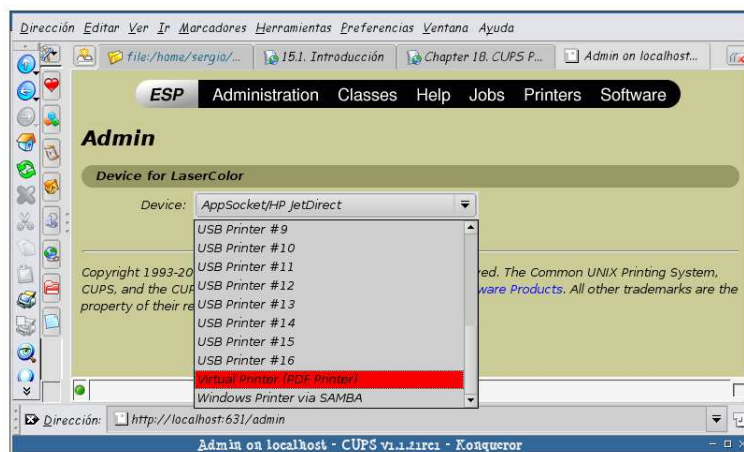 Dirección Editar Ver Ir Marcadores Herramientas Preferencias Ventana Ayuda
file:/home/sergio/... 15.1. Introducción Chapter 18. CUPS P... Admin on localhost...
ESP Administration Classes Help Jobs Printers Software
Admin
Device for LaserColor
Device: AppSocket/HP JetDirect
USB Printer #9
USB Printer #10
USB Printer #11
USB Printer #12
USB Printer #13
USB Printer #14
USB Printer #15
USB Printer #16
Virtual Printer (PDF Printer)
Windows Printer via SAMBA
Copyright 1993-20 ved. The Common UNIX Printing System,
CUPS, and the CUP ware Products. All other trademarks are the
property of their re
Dirección: http://localhost:631/admin
Admin on localhost - CUPS v1.1.21rc1 - Konqueror